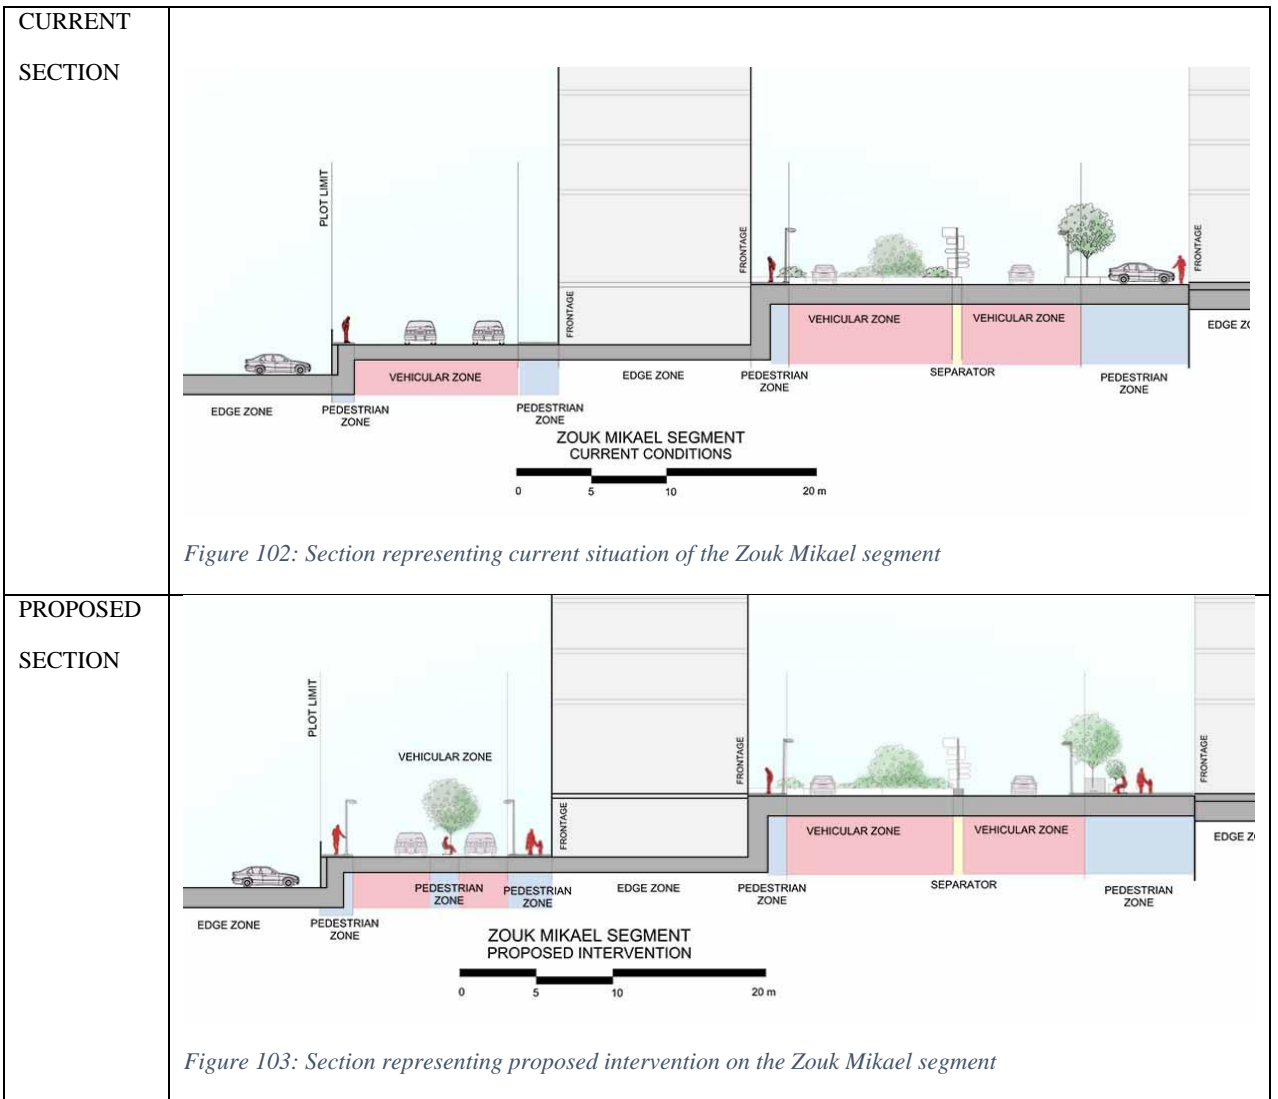 CURRENT
SECTION
PLOT LIMIT
FRONTAGE
FRONTAGE
FRONTAGE
VEHICULAR ZONE
VEHICULAR ZONE
EDGE ZO
VEHICULAR ZONE
EDGE ZONE
PEDESTRIAN
ZONE
SEPARATOR
PEDESTRIAN
ZONE
EDGE ZONE
PEDESTRIAN
ZONE
PEDESTRIAN
ZONE
ZOUK MIKAEL SEGMENT
CURRENT CONDITIONS
0 5 10 20 m
Figure 102: Section representing current situation of the Zouk Mikael segment
PROPOSED
SECTION
PLOT LIMIT
VEHICULAR ZONE
FRONTAGE
FRONTAGE
FRONTAGE
VEHICULAR ZONE
VEHICULAR ZONE
EDGE Z
PEDESTRIAN
ZONE
PEDESTRIAN
ZONE
EDGE ZONE
PEDESTRIAN
ZONE
SEPARATOR
PEDESTRIAN
ZONE
EDGE ZONE
PEDESTRIAN
ZONE
ZOUK MIKAEL SEGMENT
PROPOSED INTERVENTION
0 5 10 20 m
Figure 103: Section representing proposed intervention on the Zouk Mikael segment